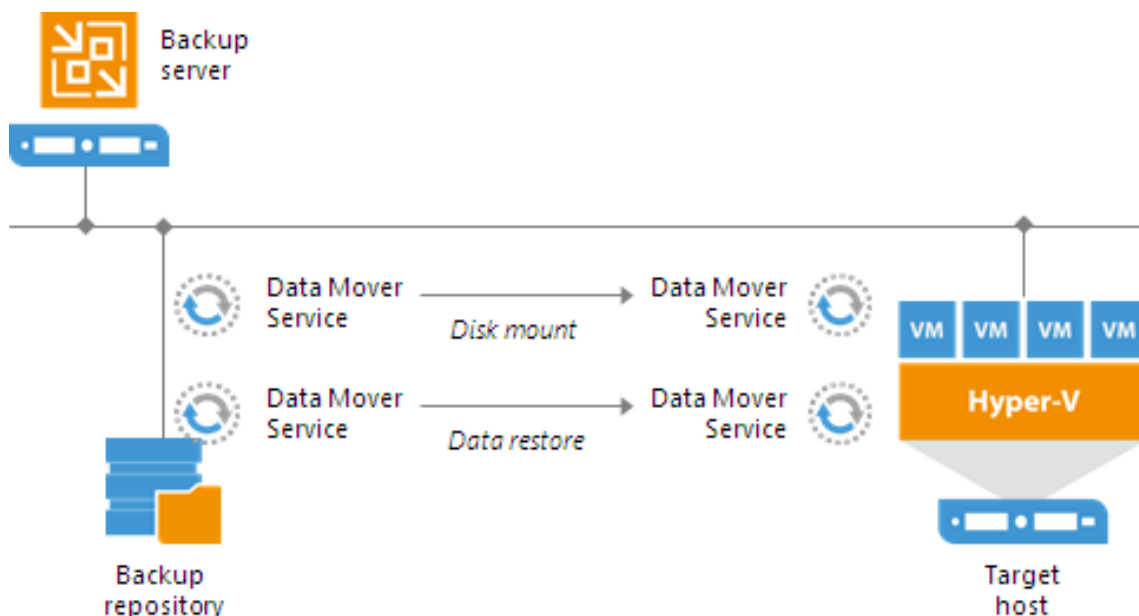 Backup
server
Data Mover
Service
Disk mount
Data Mover
Service
VM VM VM VM
Data Mover
Service
Data restore
Data Mover
Service
Hyper-V
Backup
repository
Target
host